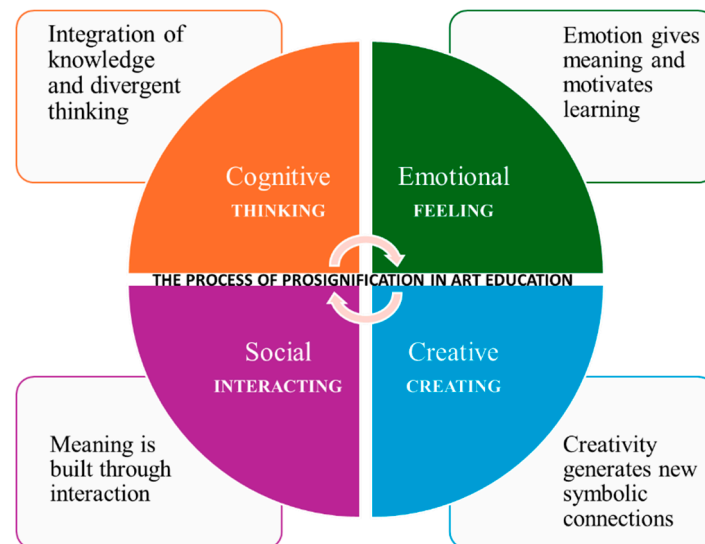 Integration of
knowledge
and divergent
thinking
Emotion gives
meaning and
motivates
learning
Cognitive
THINKING
Emotional
FEELING
THE PROCESS OF PROSIGNIFICATION IN ART EDUCATION
Social
INTERACTING
Creative
CREATING
Meaning is
built through
interaction
Creativity
generates new
symbolic
connections